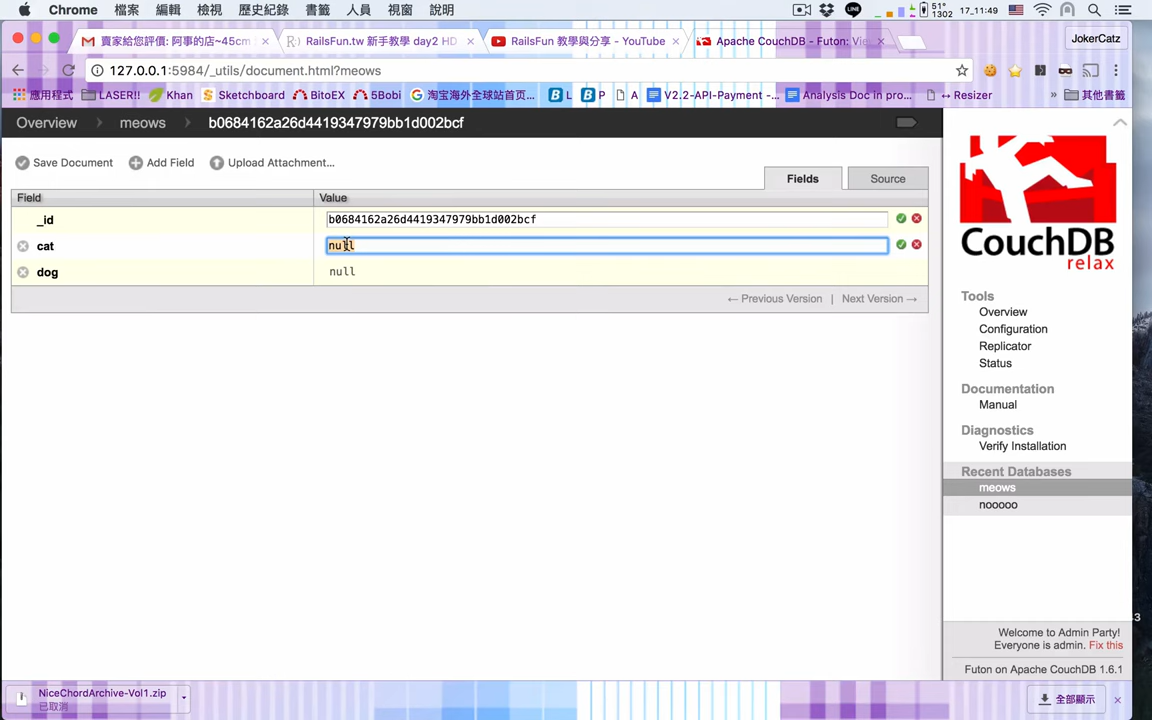 Chrome 檔案 編輯 檢視 歷史紀錄 書籤 人員 視窗 說明 51° 1302 17_11:49
賣家給您評價: 阿事的店~45cm × RailsFun.tw 新手教學 day2 HD × RailsFun 教學與分享 - YouTube × Apache CouchDB - Futon: Vie × JokerCatz
127.0.0.1:5984/_utils/document.html?meows
應用程式 LASER!! Khan Sketchboard BitoEX 5Bobi 淘宝海外全球站首页... L P A V2.2-API-Payment -... Analysis Doc in pro... ↔ Resizer » 其他書籤
Overview meows b0684162a26d4419347979bb1d002bcf
Save Document Add Field Upload Attachment...
Fields Source
Field Value
_id b0684162a26d4419347979bb1d002bcf
cat null
dog null
← Previous Version | Next Version →
CouchDB
relax
Tools
Overview
Configuration
Replicator
Status
Documentation
Manual
Diagnostics
Verify Installation
Recent Databases
meows
nooooo
Welcome to Admin Party!
Everyone is admin. Fix this
Futon on Apache CouchDB 1.6.1
NiceChordArchive-Vol1.zip
已取消
全部顯示